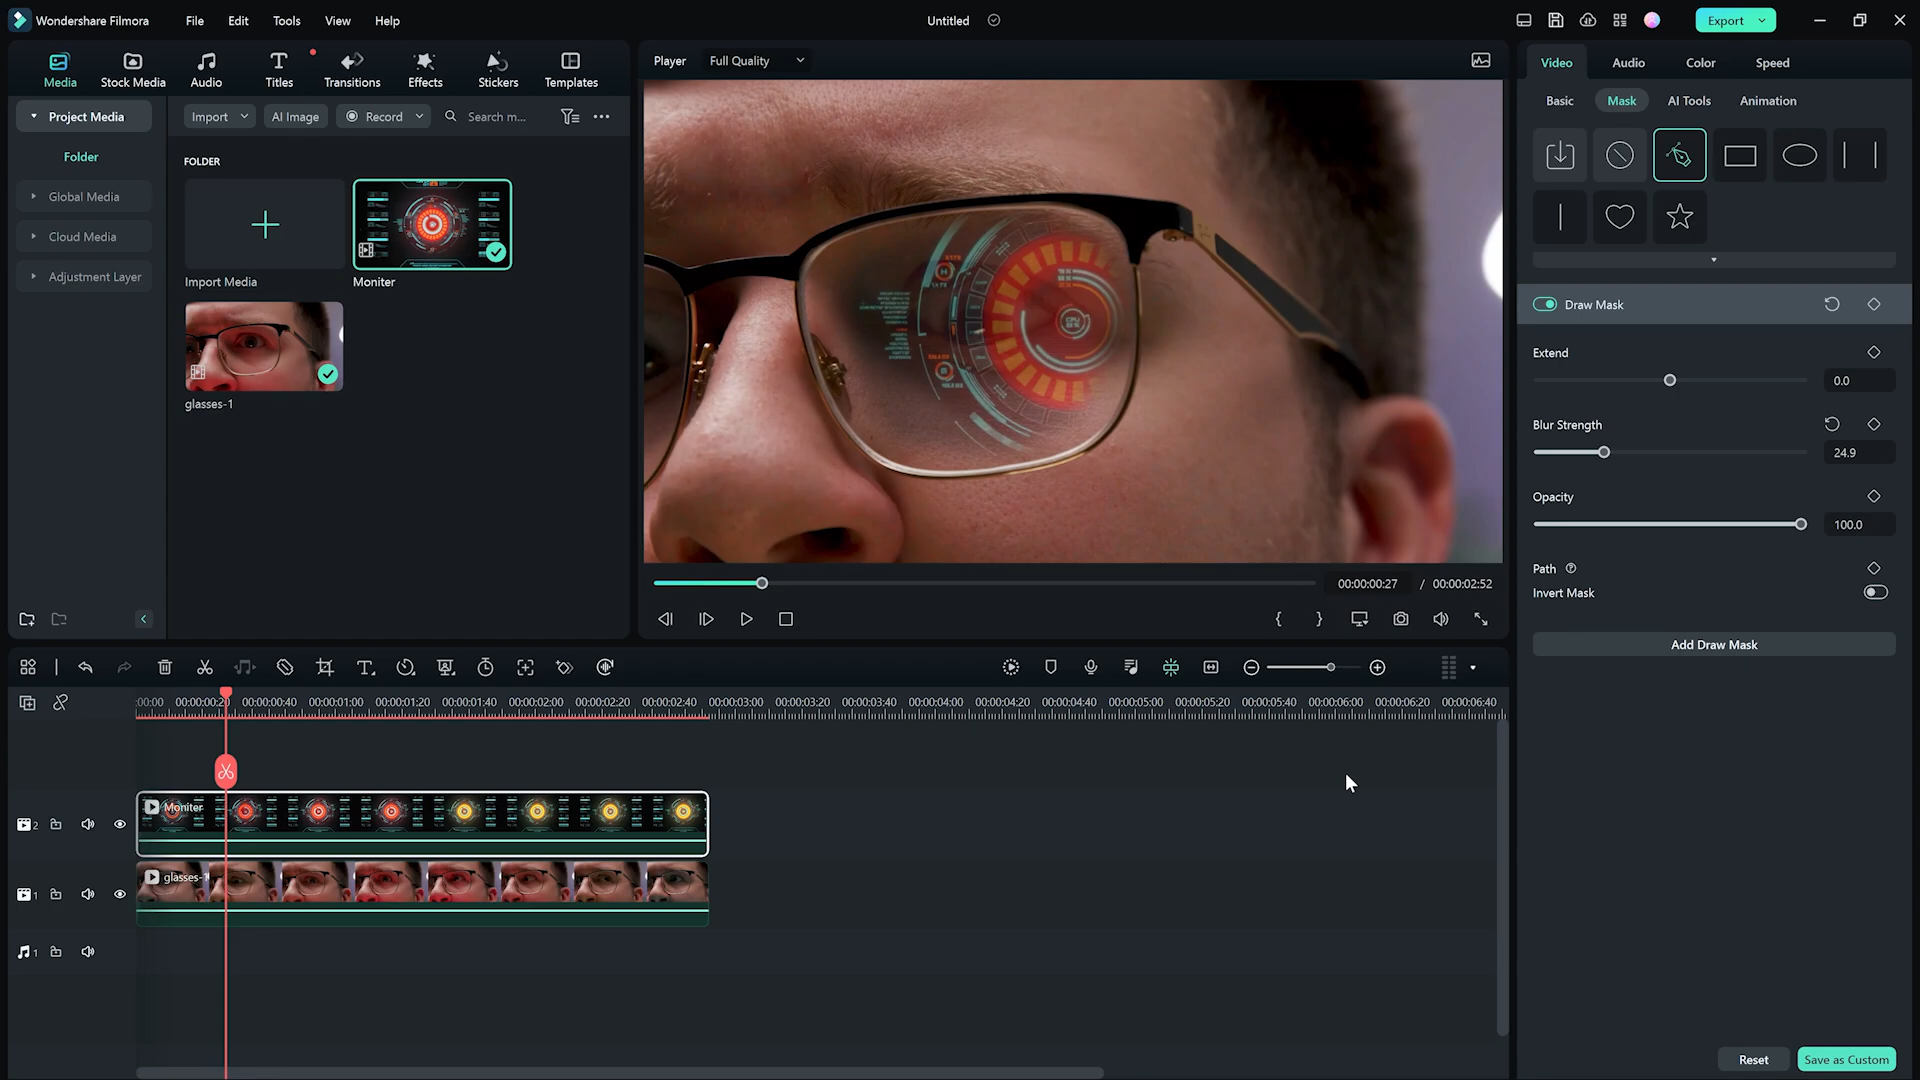 Wondershare Filmora File Edit Tools View Help Untitled Export
Media Stock Media Audio Titles Transitions Effects Stickers Templates
Project Media
Folder
Global Media
Cloud Media
Adjustment Layer
Import AI Image Record Search m...
FOLDER
Import Media
Moniter
glasses-1
Player Full Quality
00:00:00:27 / 00:00:02:52
Video Audio Color Speed
Basic Mask AI Tools Animation
Draw Mask
Extend
0.0
Blur Strength
24.9
Opacity
100.0
Path
Invert Mask
Add Draw Mask
Reset Save as Custom
:00:00 00:00:00:20 00:00:00:40 00:00:01:00 00:00:01:20 00:00:01:40 00:00:02:00 00:00:02:20 00:00:02:40 00:00:03:00 00:00:03:20 00:00:03:40 00:00:04:00 00:00:04:20 00:00:04:40 00:00:05:00 00:00:05:20 00:00:05:40 00:00:06:00 00:00:06:20 00:00:06:40
2
Moniter
1
glasses-1
1